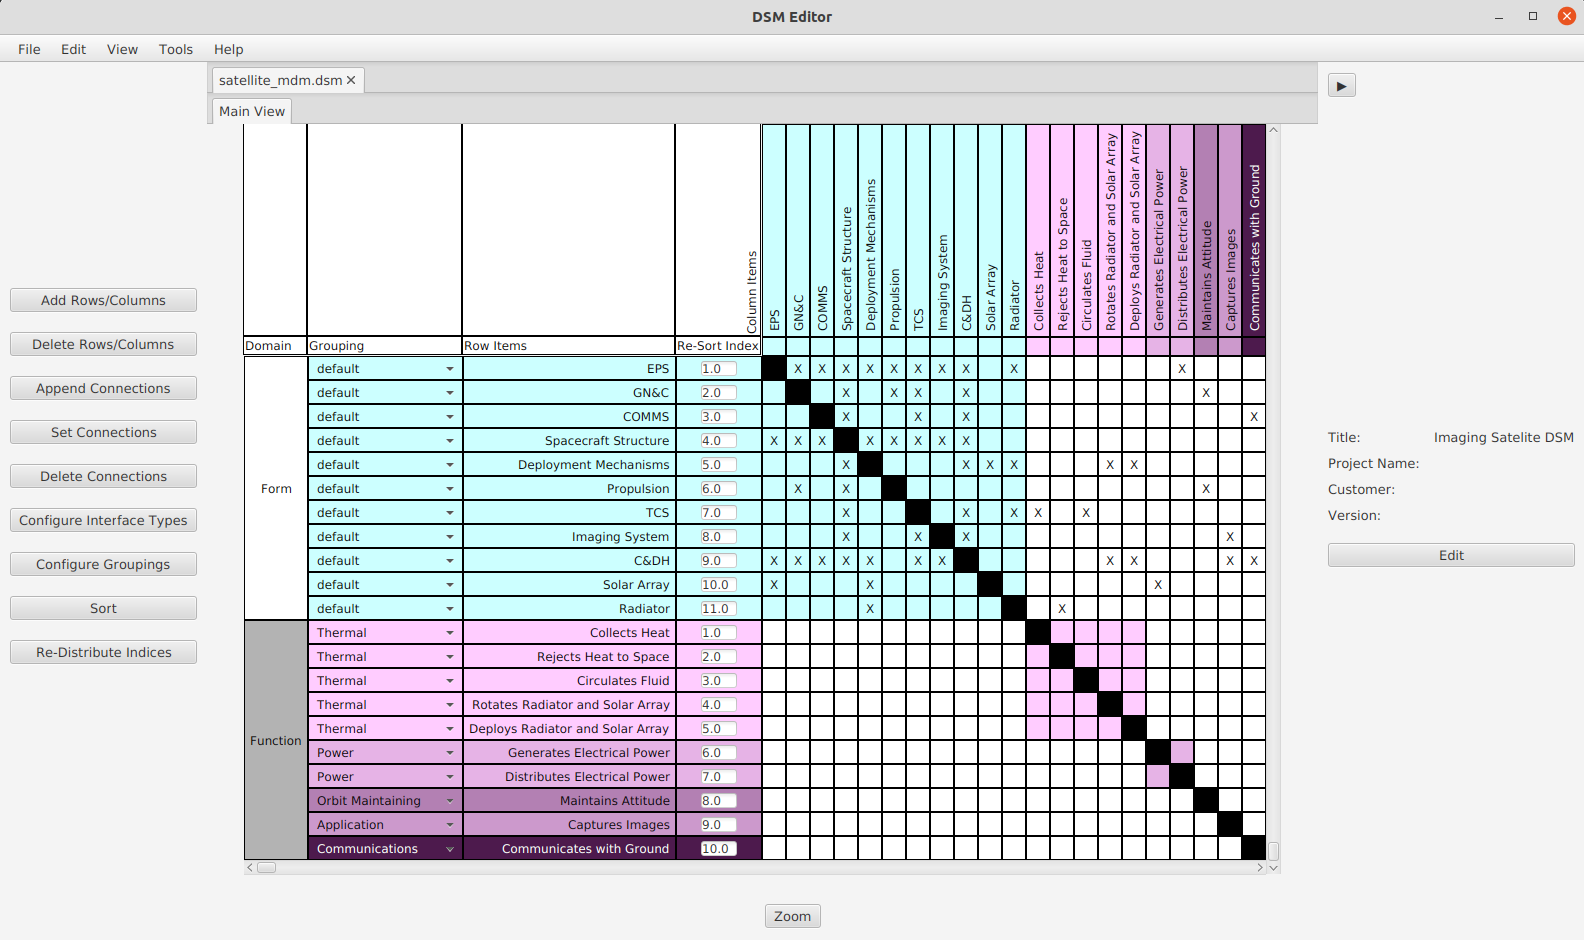 DSM Editor
File Edit View Tools Help
satellite_mdm.dsm
Main View
Add Rows/Columns
Delete Rows/Columns
Append Connections
Set Connections
Delete Connections
Configure Interface Types
Configure Groupings
Sort
Re-Distribute Indices
Column Items
EPS
GN&C
COMMS
Spacecraft Structure
Deployment Mechanisms
Propulsion
TCS
Imaging System
C&DH
Solar Array
Radiator
Collects Heat
Rejects Heat to Space
Circulates Fluid
Rotates Radiator and Solar Array
Deploys Radiator and Solar Array
Generates Electrical Power
Distributes Electrical Power
Maintains Attitude
Captures Images
Communicates with Ground
Domain Grouping Row Items Re-Sort Index
default EPS 1.0 X X X X X X X X X X
default GN&C 2.0 X X X X X
default COMMS 3.0 X X X X
default Spacecraft Structure 4.0 X X X X X X X X
default Deployment Mechanisms 5.0 X X X X X X
Form default Propulsion 6.0 X X X
default TCS 7.0 X X X X X
default Imaging System 8.0 X X X X
default C&DH 9.0 X X X X X X X X X X X
default Solar Array 10.0 X X X
default Radiator 11.0 X X
Thermal Collects Heat 1.0
Thermal Rejects Heat to Space 2.0
Thermal Circulates Fluid 3.0
Thermal Rotates Radiator and Solar Array 4.0
Thermal Deploys Radiator and Solar Array 5.0
Function
Power Generates Electrical Power 6.0
Power Distributes Electrical Power 7.0
Orbit Maintaining Maintains Attitude 8.0
Application Captures Images 9.0
Communications Communicates with Ground 10.0
Zoom
Title: Imaging Satelite DSM
Project Name:
Customer:
Version:
Edit